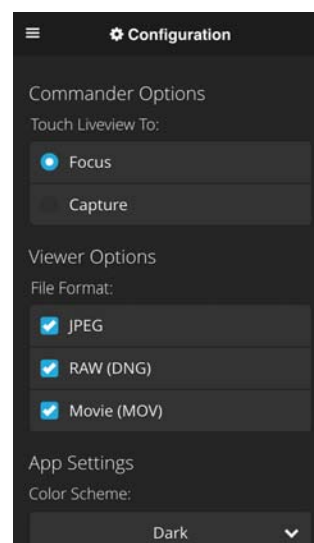 Configuration
Commander Options
Touch Liveview To:
Focus
Capture
Viewer Options
File Format:
JPEG
RAW (DNG)
Movie (MOV)
App Settings
Color Scheme:
Dark